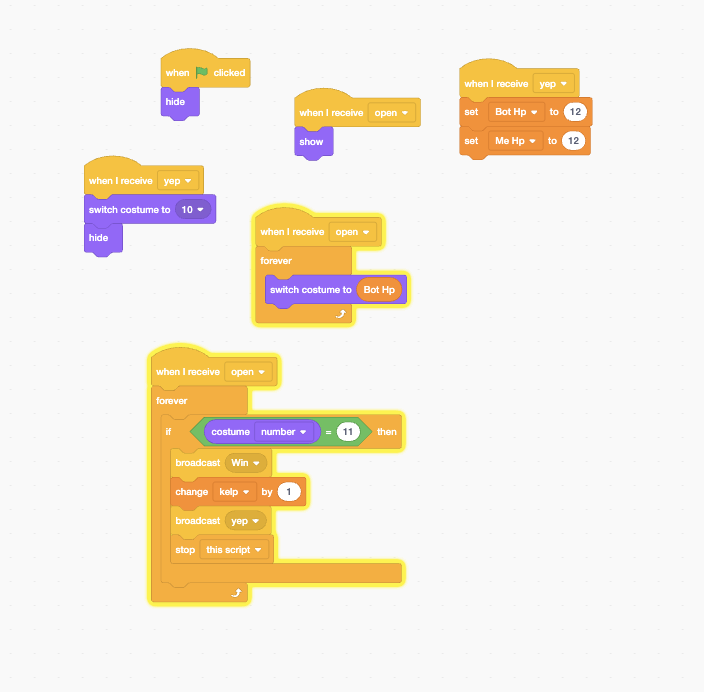 when clicked
hide
when I receive open
show
when I receive yep
set Bot Hp to 12
set Me Hp to 12
when I receive yep
switch costume to 10
hide
when I receive open
forever
switch costume to Bot Hp
when I receive open
forever
if costume number = 11 then
broadcast Win
change kelp by 1
broadcast yep
stop this script